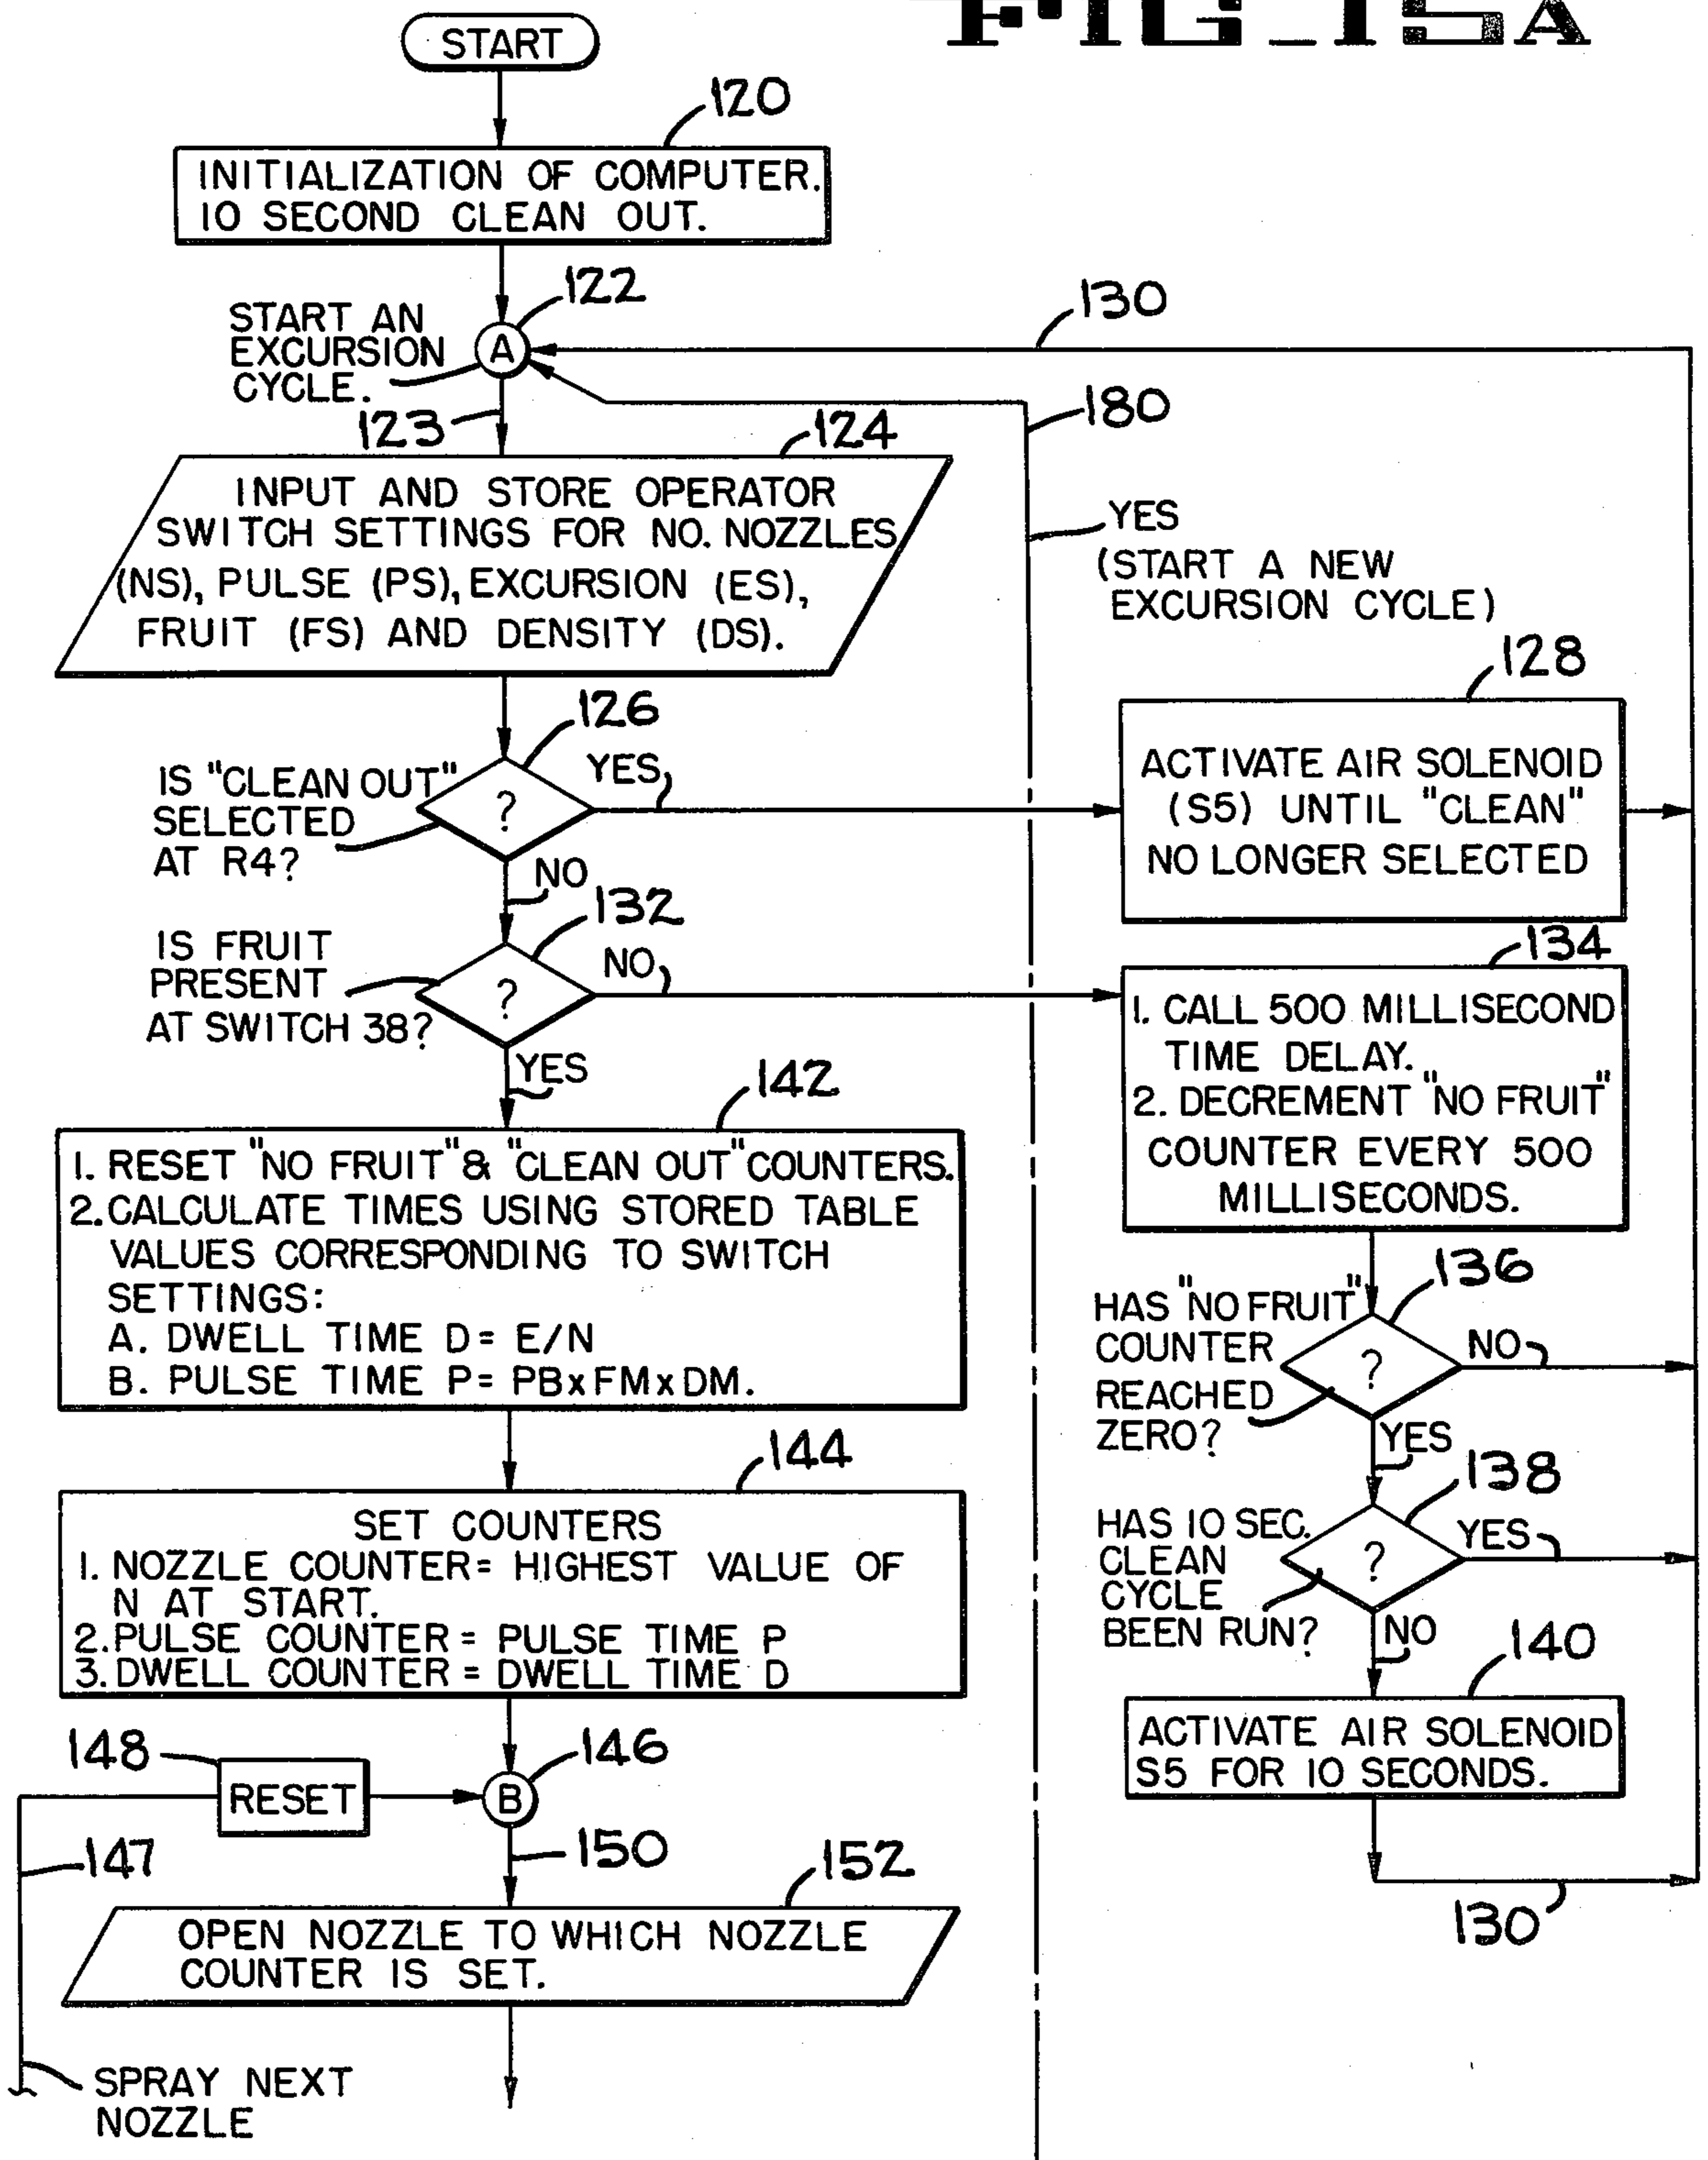 FIG_15A
START
120
INITIALIZATION OF COMPUTER.
10 SECOND CLEAN OUT.
122
START AN
EXCURSION
CYCLE.
A
130
123
180
124
INPUT AND STORE OPERATOR
SWITCH SETTINGS FOR NO. NOZZLES
(NS), PULSE (PS), EXCURSION (ES),
FRUIT (FS) AND DENSITY (DS).
YES
(START A NEW
EXCURSION CYCLE)
126
IS "CLEAN OUT"
SELECTED
AT R4?
?
YES
NO
128
ACTIVATE AIR SOLENOID
(S5) UNTIL "CLEAN"
NO LONGER SELECTED
132
IS FRUIT
PRESENT
AT SWITCH 38?
?
NO
YES
134
1. CALL 500 MILLISECOND
TIME DELAY.
2. DECREMENT "NO FRUIT"
COUNTER EVERY 500
MILLISECONDS.
142
1. RESET "NO FRUIT" & "CLEAN OUT" COUNTERS.
2. CALCULATE TIMES USING STORED TABLE
VALUES CORRESPONDING TO SWITCH
SETTINGS:
A. DWELL TIME D = E/N
B. PULSE TIME P = PBxFMxDM.
136
HAS "NO FRUIT"
COUNTER
REACHED
ZERO?
?
NO
YES
144
SET COUNTERS
1. NOZZLE COUNTER = HIGHEST VALUE OF
N AT START.
2. PULSE COUNTER = PULSE TIME P
3. DWELL COUNTER = DWELL TIME D
138
HAS 10 SEC.
CLEAN
CYCLE
BEEN RUN?
?
YES
NO
140
ACTIVATE AIR SOLENOID
S5 FOR 10 SECONDS.
130
148
RESET
146
B
147
150
152
OPEN NOZZLE TO WHICH NOZZLE
COUNTER IS SET.
SPRAY NEXT
NOZZLE